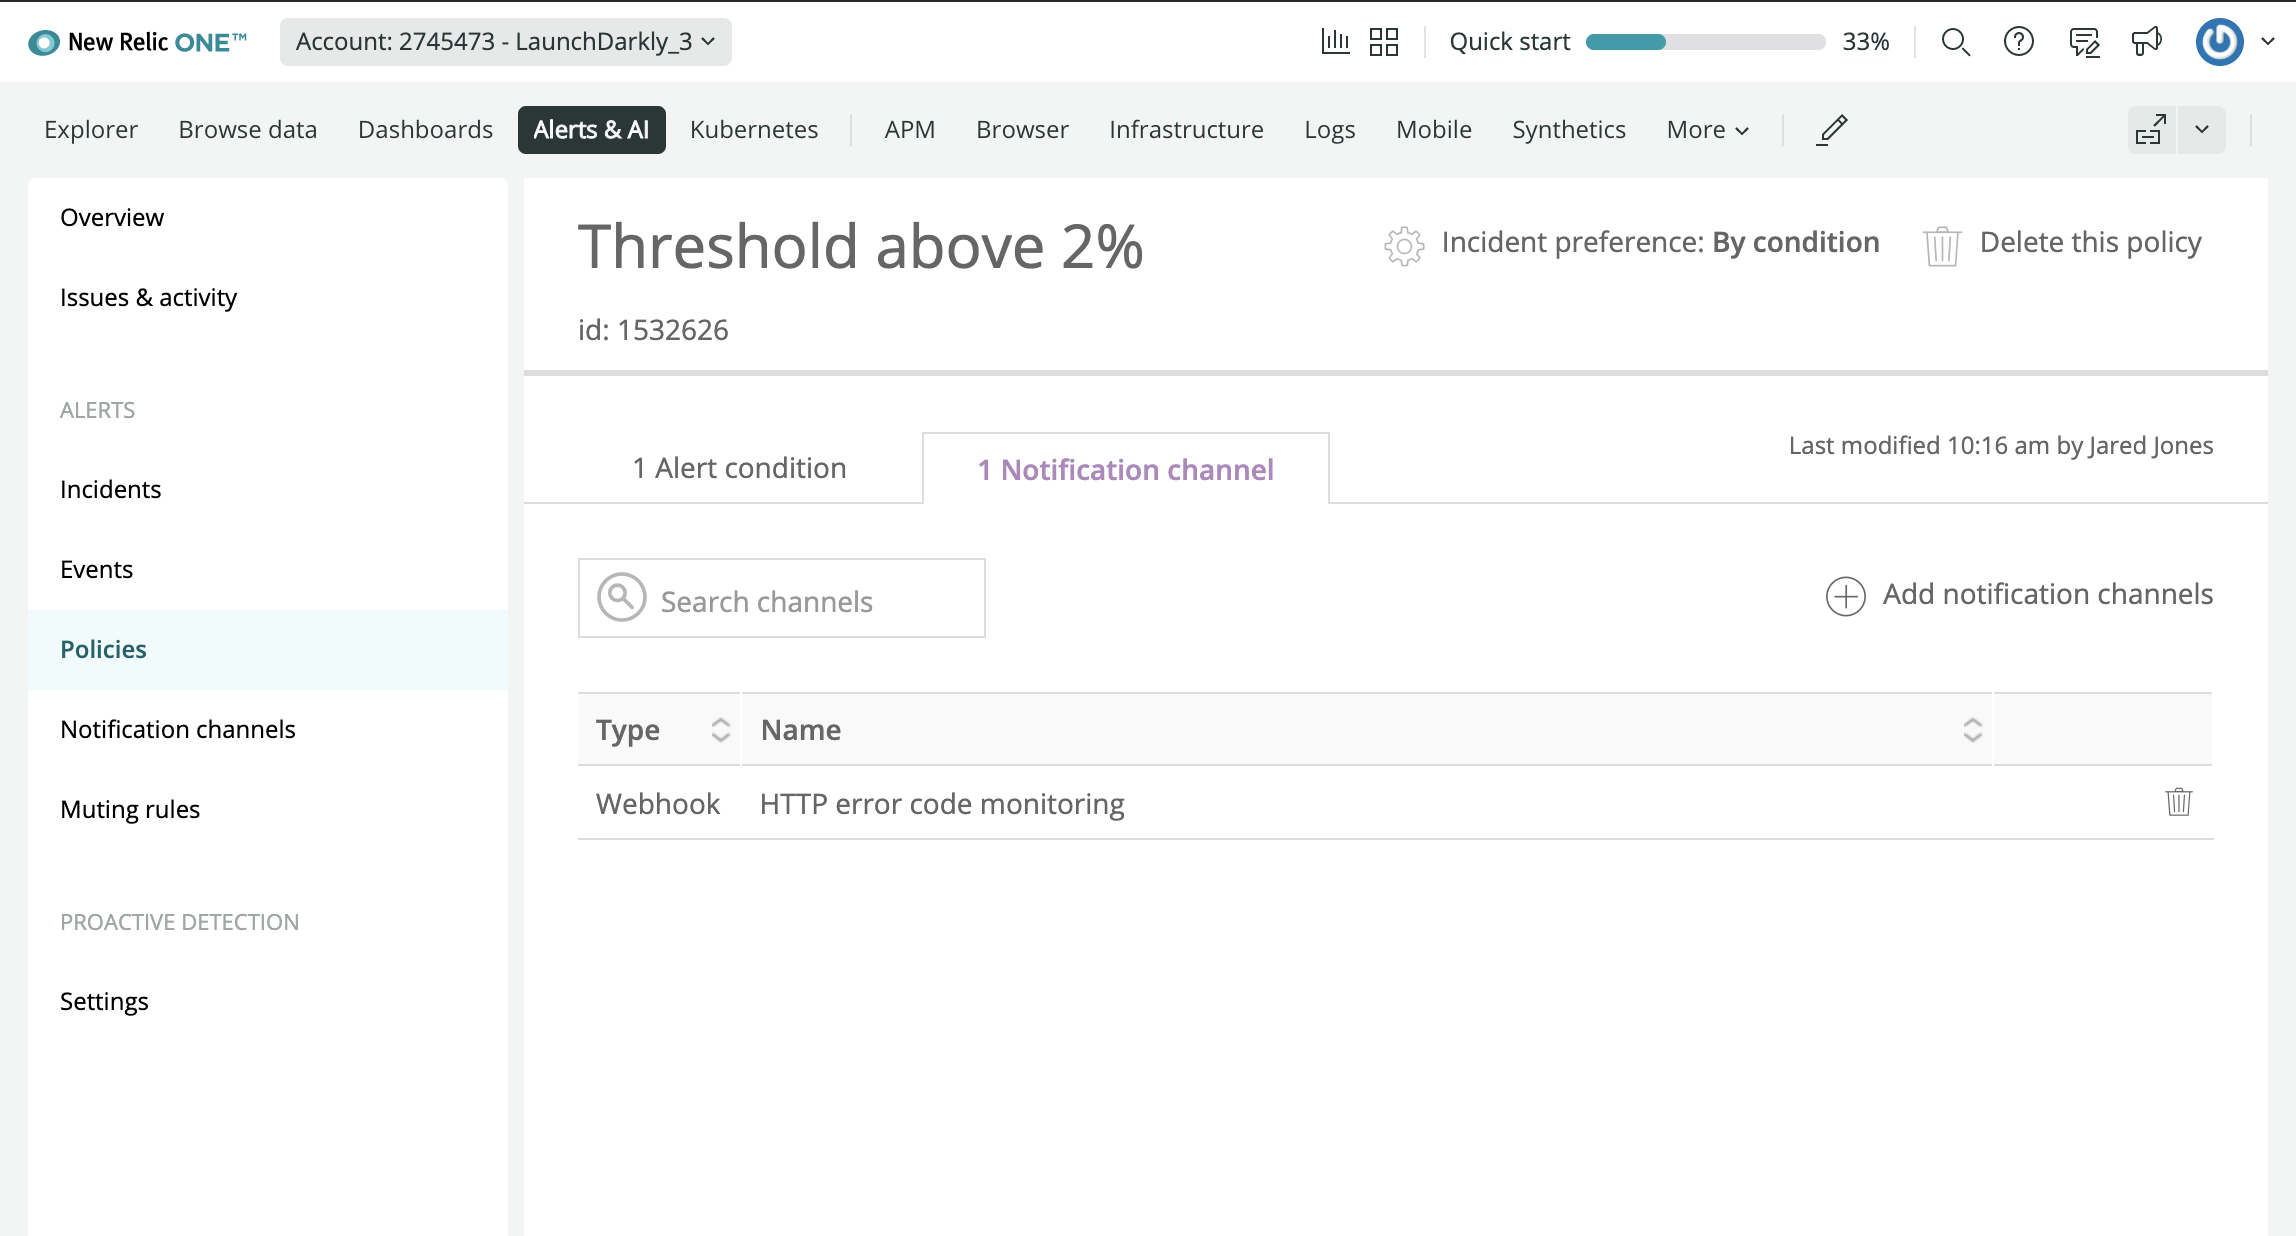 New Relic ONE™ Account: 2745473 - LaunchDarkly_3 Quick start 33%
Explorer Browse data Dashboards Alerts & AI Kubernetes APM Browser Infrastructure Logs Mobile Synthetics More
Overview
Issues & activity
ALERTS
Incidents
Events
Policies
Notification channels
Muting rules
PROACTIVE DETECTION
Settings
Threshold above 2%
Incident preference: By condition Delete this policy
id: 1532626
1 Alert condition 1 Notification channel Last modified 10:16 am by Jared Jones
Search channels Add notification channels
Type Name
Webhook HTTP error code monitoring